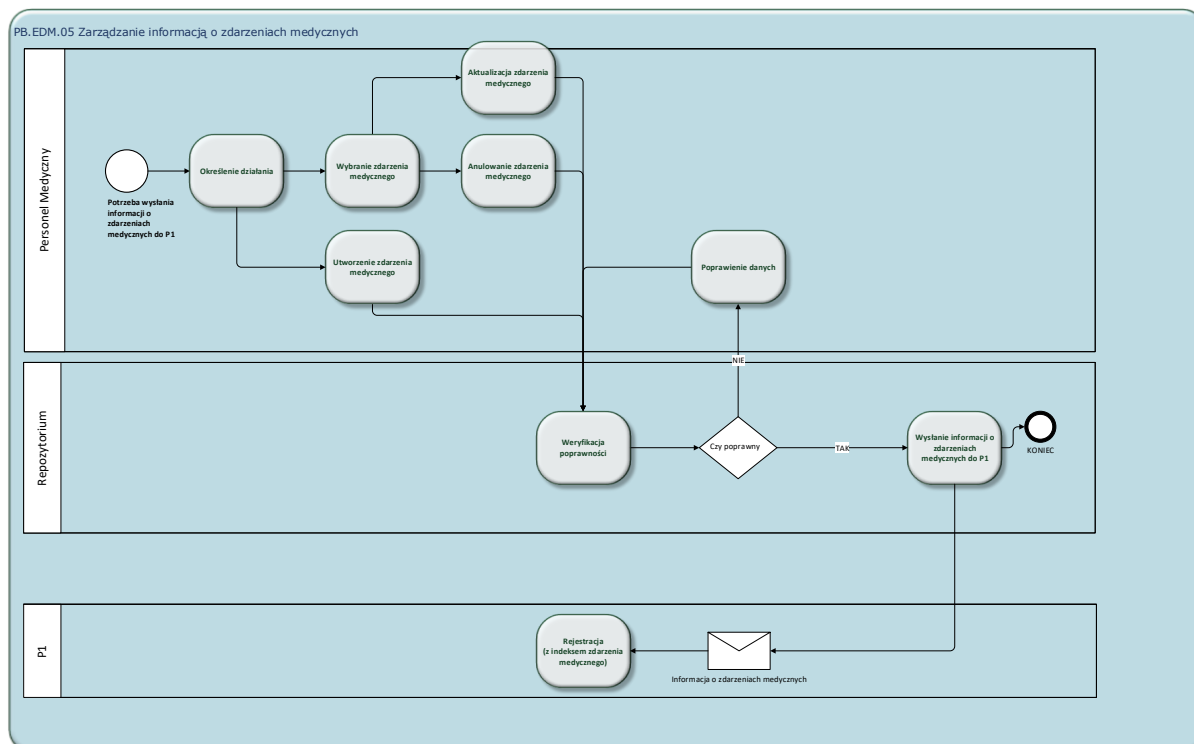 PB.EDM.05 Zarządzanie informacją o zdarzeniach medycznych
Personel Medyczny
Potrzeba wysłania
informacji o
zdarzeniach
medycznych do P1
Określenie działania
Wybranie zdarzenia
medycznego
Aktualizacja zdarzenia
medycznego
Anulowanie zdarzenia
medycznego
Utworzenie zdarzenia
medycznego
Poprawienie danych
NIE
Repozytorium
Weryfikacja
poprawności
Czy poprawny
TAK
Wysłanie informacji o
zdarzeniach
medycznych do P1
KONIEC
P1
Rejestracja
(z indeksem zdarzenia
medycznego)
Informacja o zdarzeniach medycznych